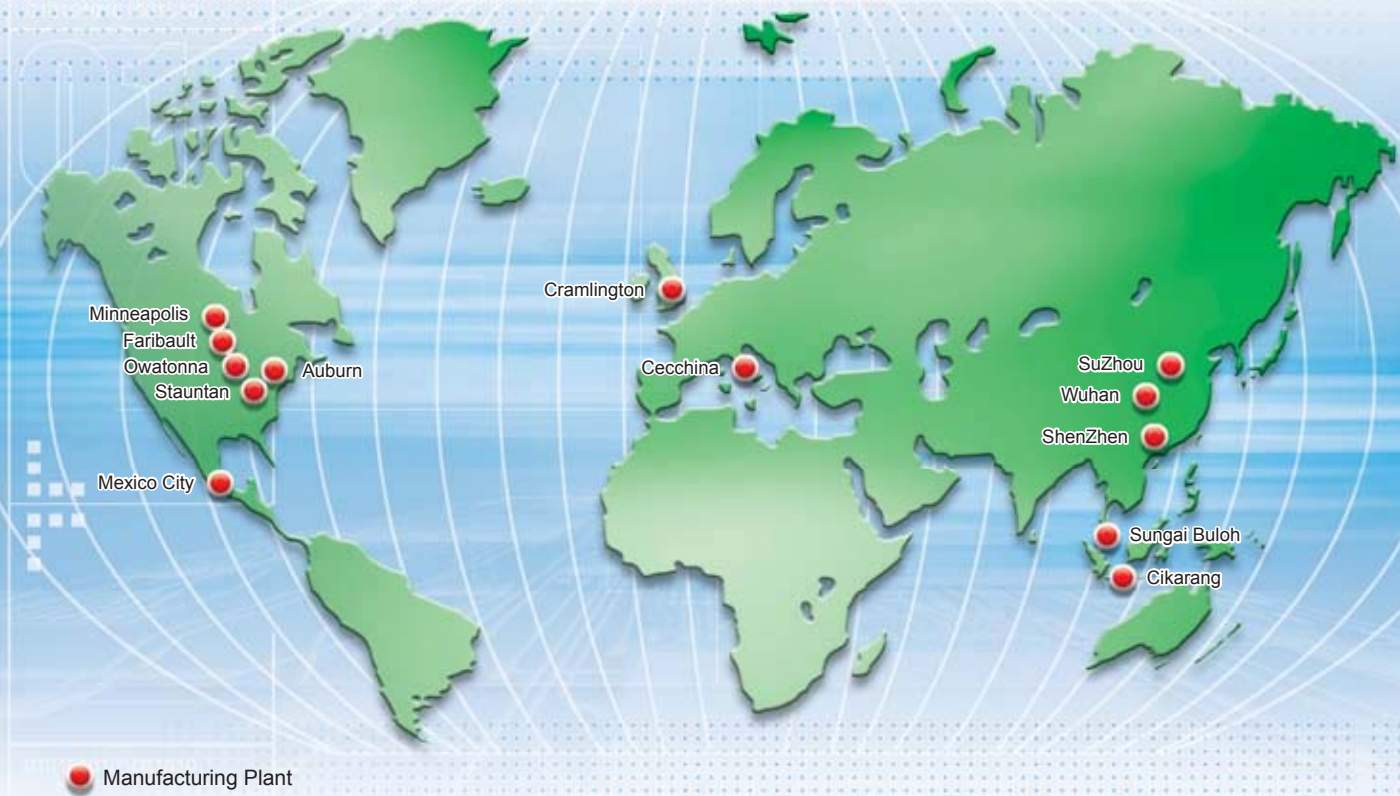 Minneapolis
Faribault
Owatonna
Stauntan
Auburn
Mexico City
Cramlington
Cecchina
SuZhou
Wuhan
ShenZhen
Sungai Buloh
Cikarang
Manufacturing Plant